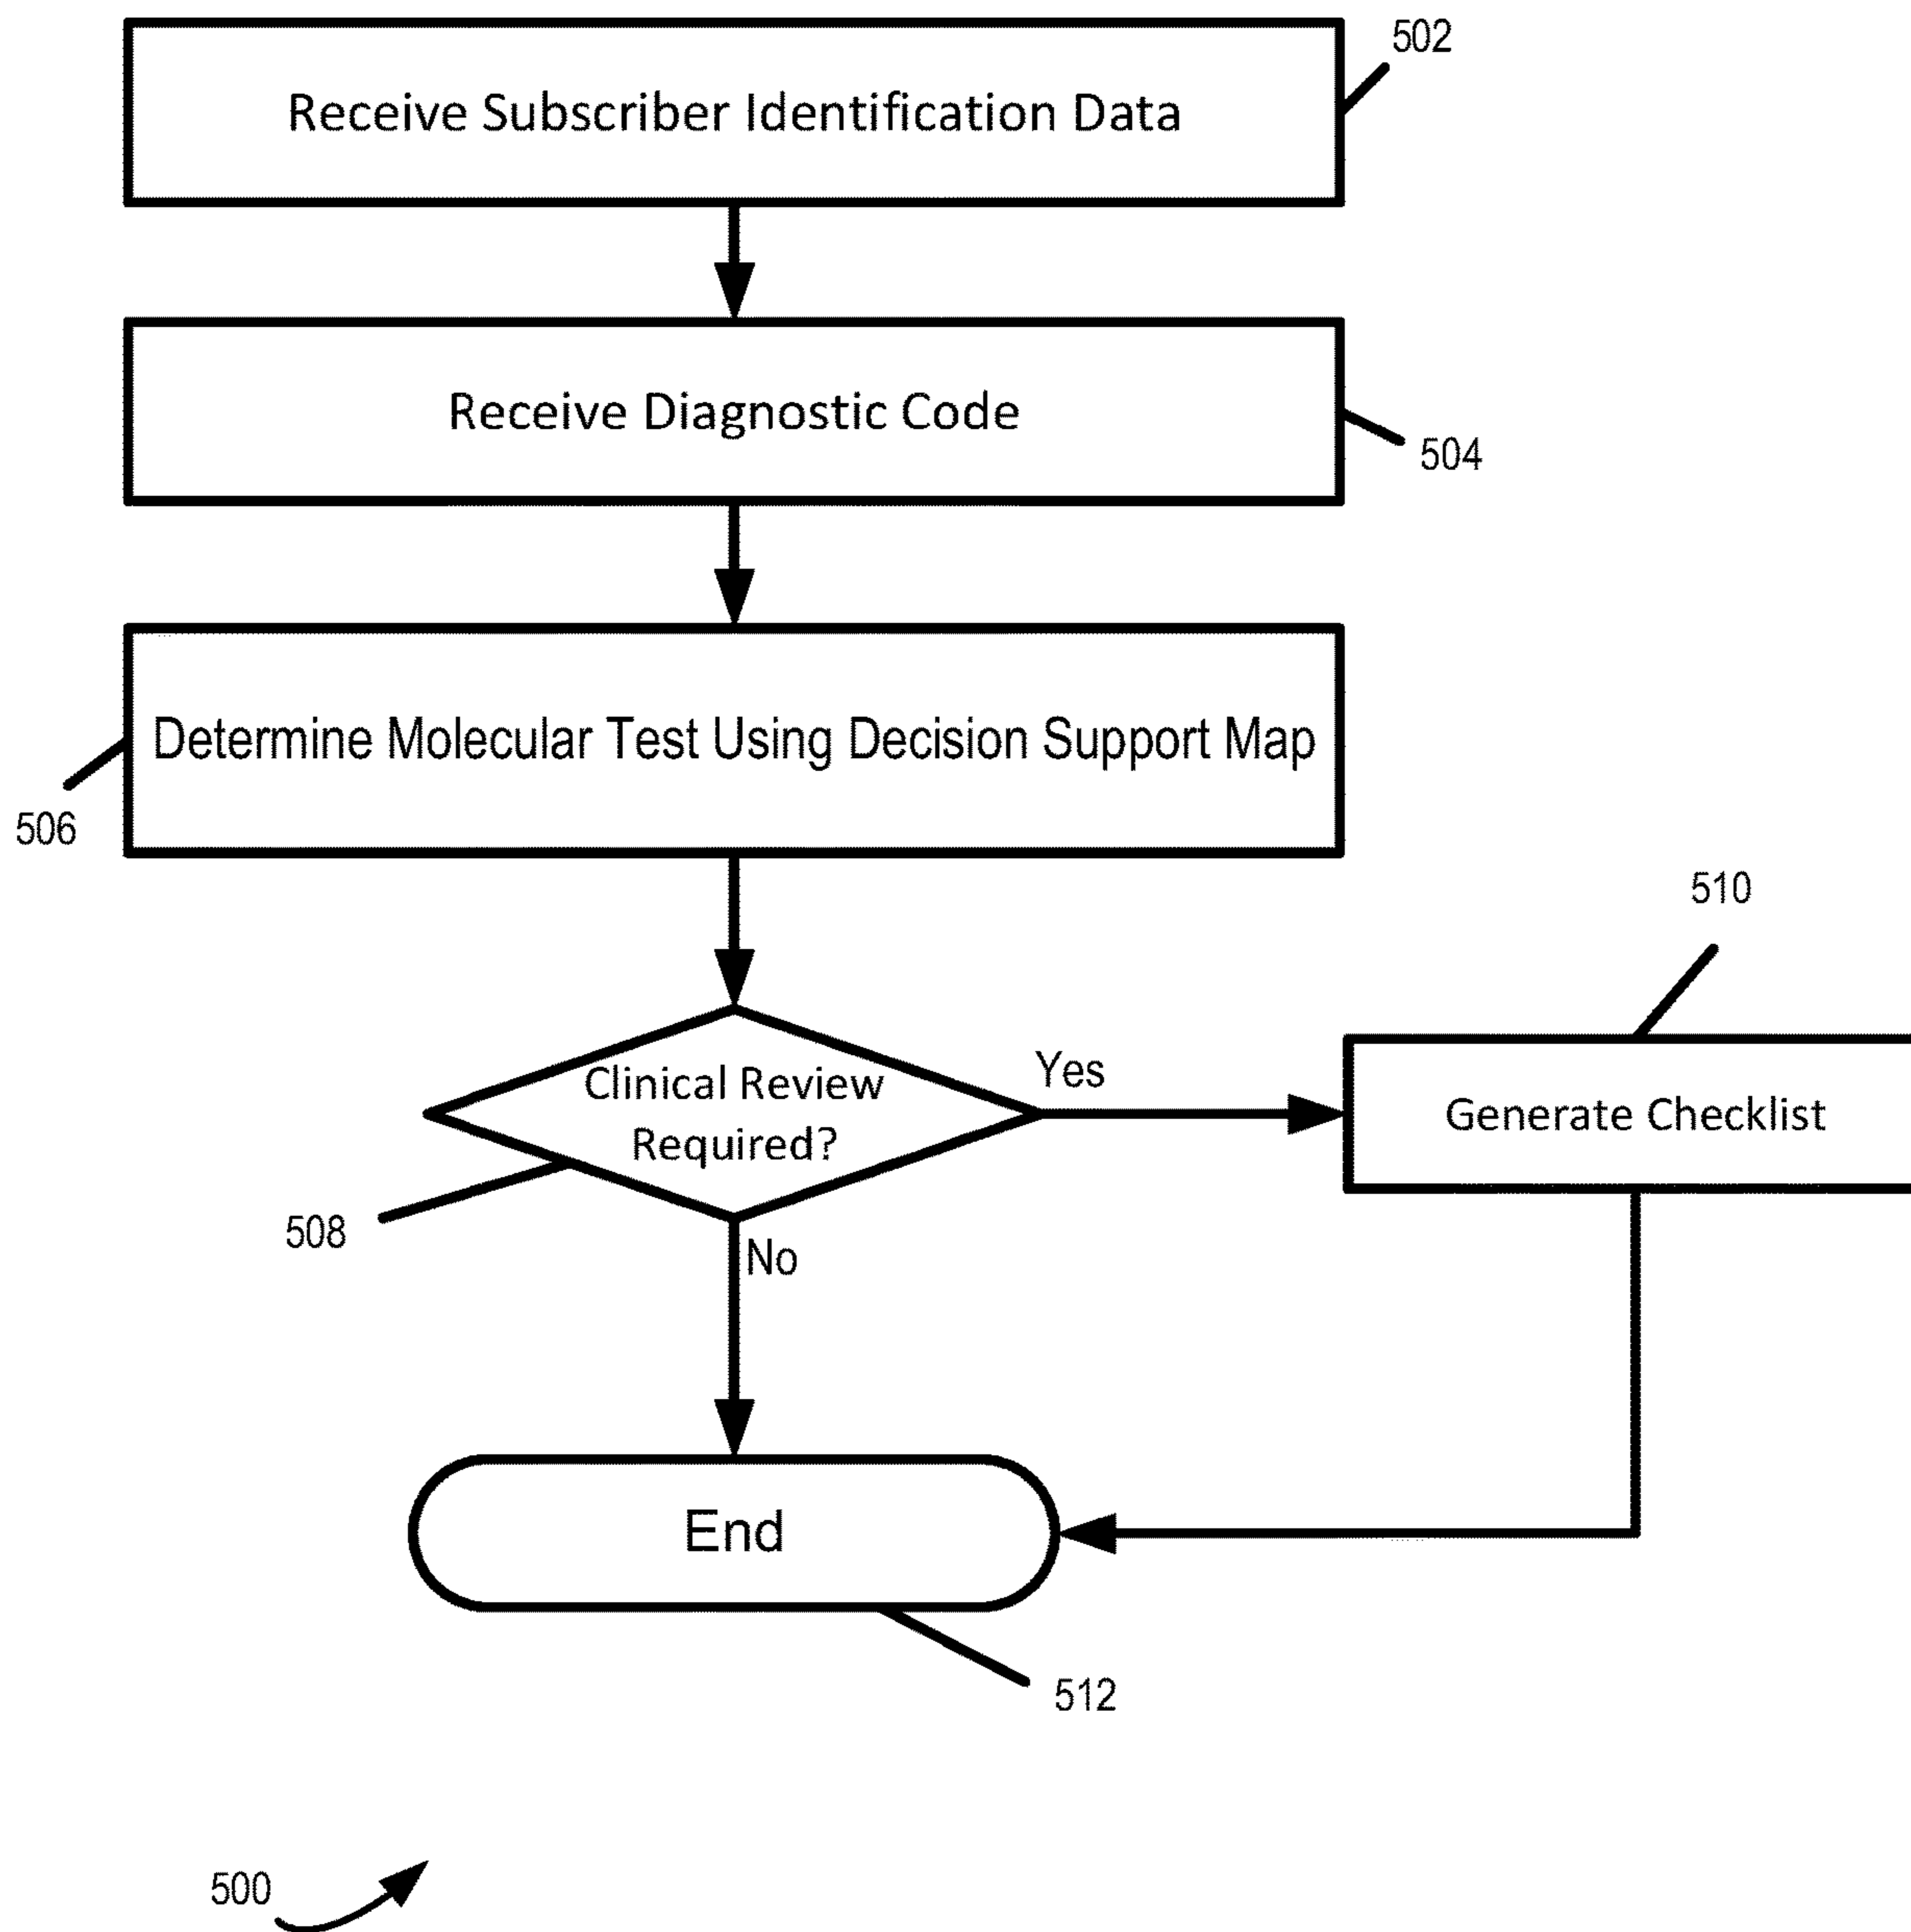 502
Receive Subscriber Identification Data
Receive Diagnostic Code
504
Determine Molecular Test Using Decision Support Map
506
510
Clinical Review
Required?
Yes
Generate Checklist
508
No
End
512
500